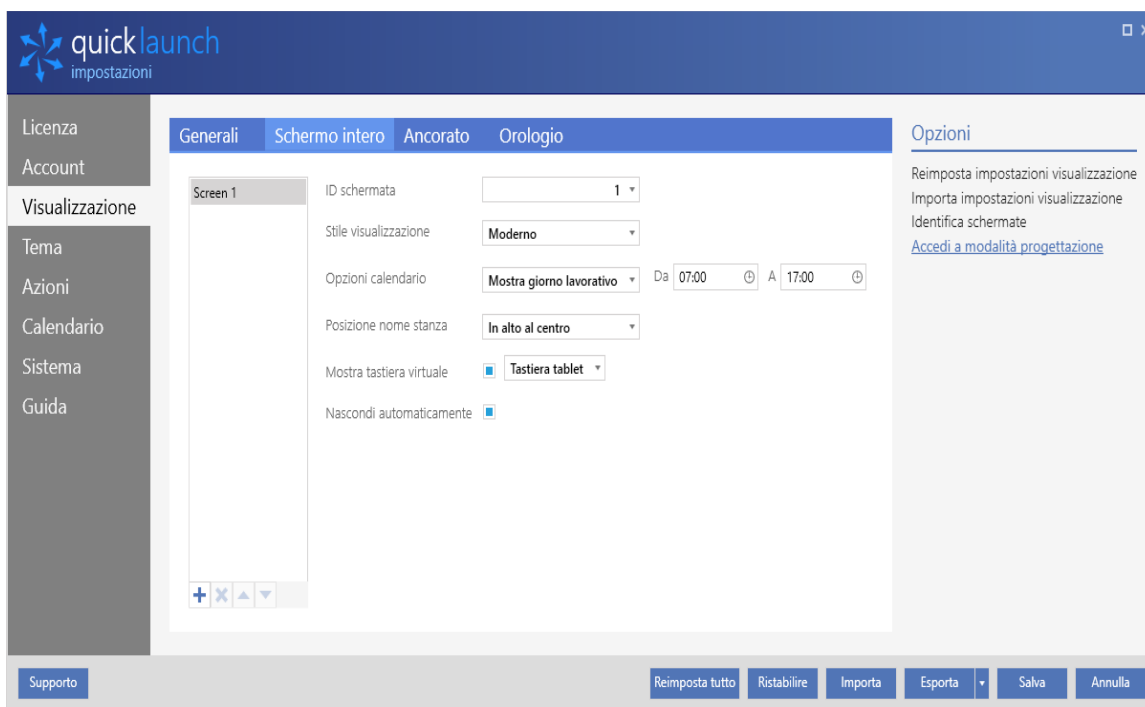 quicklaunch
impostazioni
Licenza
Account
Visualizzazione
Tema
Azioni
Calendario
Sistema
Guida
Generali Schermo intero Ancorato Orologio
Screen 1
ID schermata 1
Stile visualizzazione Moderno
Opzioni calendario Mostra giorno lavorativo Da 07:00 A 17:00
Posizione nome stanza In alto al centro
Mostra tastiera virtuale Tastiera tablet
Nascondi automaticamente
Opzioni
Reimposta impostazioni visualizzazione
Importa impostazioni visualizzazione
Identifica schermate
Accedi a modalità progettazione
Supporto Reimposta tutto Ristabilire Importa Esporta Salva Annulla